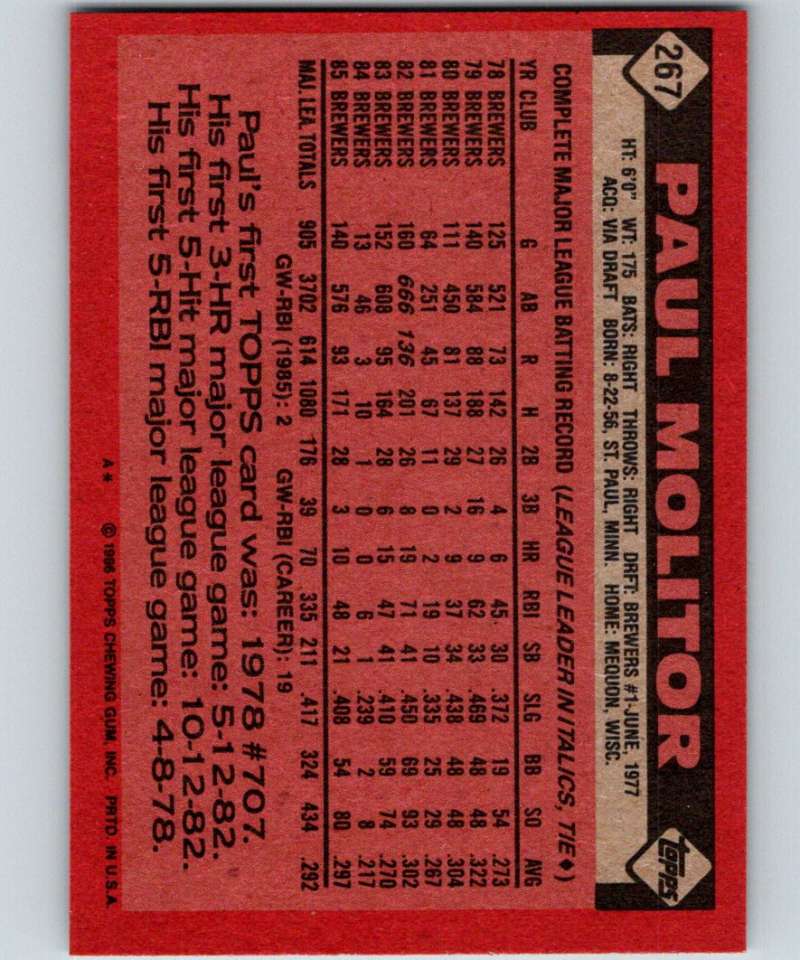 267
PAUL MOLITOR
topps
HT: 6'0" WT: 175 BATS: RIGHT THROWS: RIGHT DRFT: BREWERS #1-JUNE, 1977
ACQ: VIA DRAFT BORN: 8-22-56, ST. PAUL, MINN. HOME: MEQUON, WISC.
COMPLETE MAJOR LEAGUE BATTING RECORD (LEAGUE LEADER IN ITALICS, TIE ♦)
YR CLUB G AB R H 2B 3B HR RBI SB SLG BB SO AVG
78 BREWERS 125 521 73 142 26 4 6 45 30 .372 19 54 .273
79 BREWERS 140 584 88 188 27 16 9 62 33 .469 48 48 .322
80 BREWERS 111 450 81 137 29 2 9 37 34 .438 48 48 .304
81 BREWERS 64 251 45 67 11 0 2 19 10 .335 25 29 .267
82 BREWERS 160 666 136 201 26 8 19 71 41 .450 69 93 .302
83 BREWERS 152 608 95 164 28 6 15 47 41 .410 59 74 .270
84 BREWERS 13 46 3 10 1 0 0 6 1 .239 2 8 .217
85 BREWERS 140 576 93 171 28 3 10 48 21 .408 54 80 .297
MAJ. LEA. TOTALS 905 3702 614 1080 176 39 70 335 211 .417 324 434 .292
GW-RBI (1985): 2 GW-RBI (CAREER): 19
Paul's first TOPPS card was: 1978 #707.
His first 3-HR major league game: 5-12-82.
His first 5-Hit major league game: 10-12-82.
His first 5-RBI major league game: 4-8-78.
A* © 1986 TOPPS CHEWING GUM, INC. PRTD. IN U.S.A.